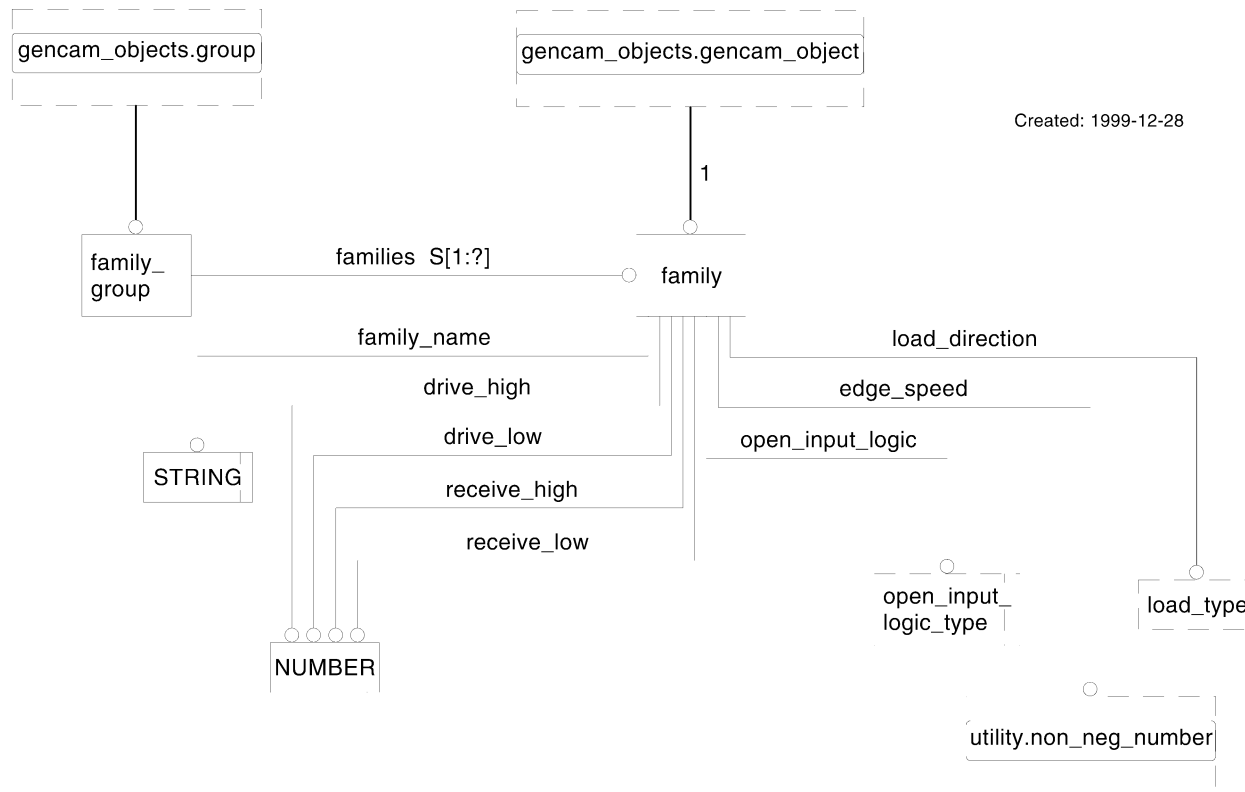 gencam_objects.group
gencam_objects.gencam_object
Created: 1999-12-28
1
family_
group
families S[1:?]
family
family_name
load_direction
drive_high
edge_speed
drive_low
open_input_logic
STRING
receive_high
receive_low
open_input_
logic_type
load_type
NUMBER
utility.non_neg_number